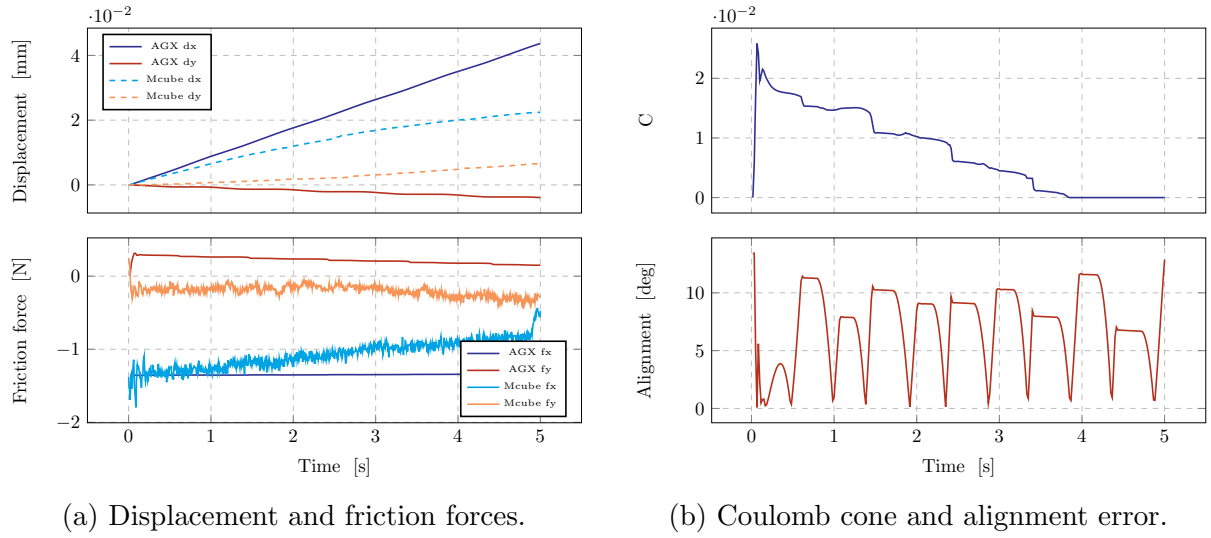 ·10−2
Displacement [mm]
4
2
0
AGX dx
AGX dy
Mcube dx
Mcube dy
Friction force [N]
0
−1
−2
AGX fx
AGX fy
Mcube fx
Mcube fy
0 1 2 3 4 5
Time [s]
(a) Displacement and friction forces.
·10−2
C
2
1
0
Alignment [deg]
10
5
0
0 1 2 3 4 5
Time [s]
(b) Coulomb cone and alignment error.